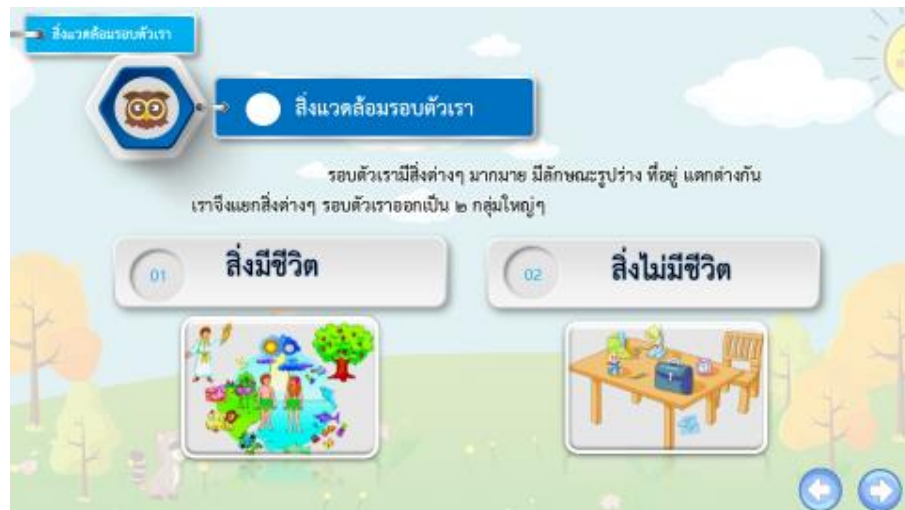 สิ่งแวดล้อมรอบตัวเรา
สิ่งแวดล้อมรอบตัวเรา
รอบตัวเรามีสิ่งต่างๆ มากมาย มีลักษณะรูปร่าง ที่อยู่ แตกต่างกัน
เราจึงแยกสิ่งต่างๆ รอบตัวเราออกเป็น ๒ กลุ่มใหญ่ๆ
01 สิ่งมีชีวิต
02 สิ่งไม่มีชีวิต